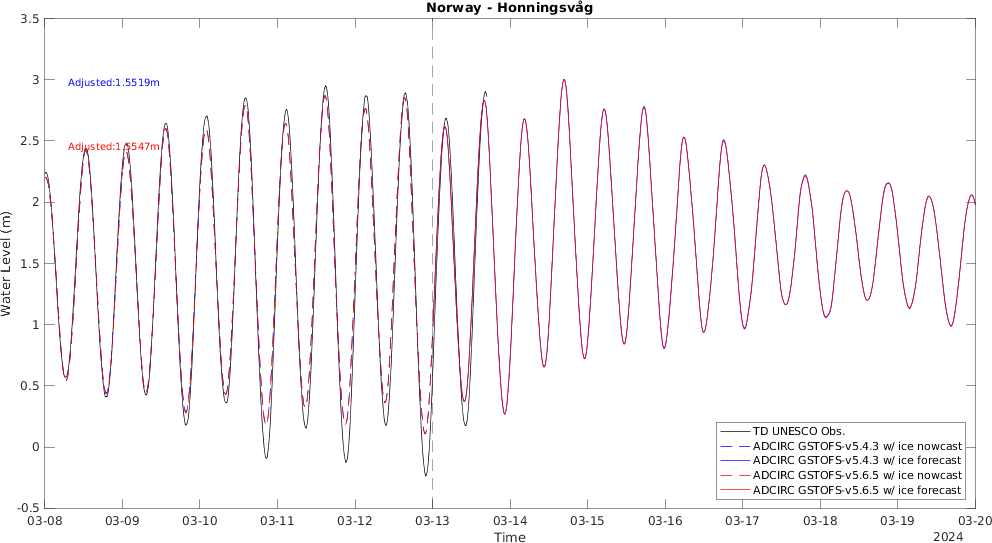 Norway - Honningsvåg
3.5
3
2.5
2
1.5
1
0.5
0
-0.5
Water Level (m)
Adjusted:1.5519m
Adjusted:1.5547m
TD UNESCO Obs.
ADCIRC GSTOFS-v5.4.3 w/ ice nowcast
ADCIRC GSTOFS-v5.4.3 w/ ice forecast
ADCIRC GSTOFS-v5.6.5 w/ ice nowcast
ADCIRC GSTOFS-v5.6.5 w/ ice forecast
03-08 03-09 03-10 03-11 03-12 03-13 03-14 03-15 03-16 03-17 03-18 03-19 03-20
Time
2024